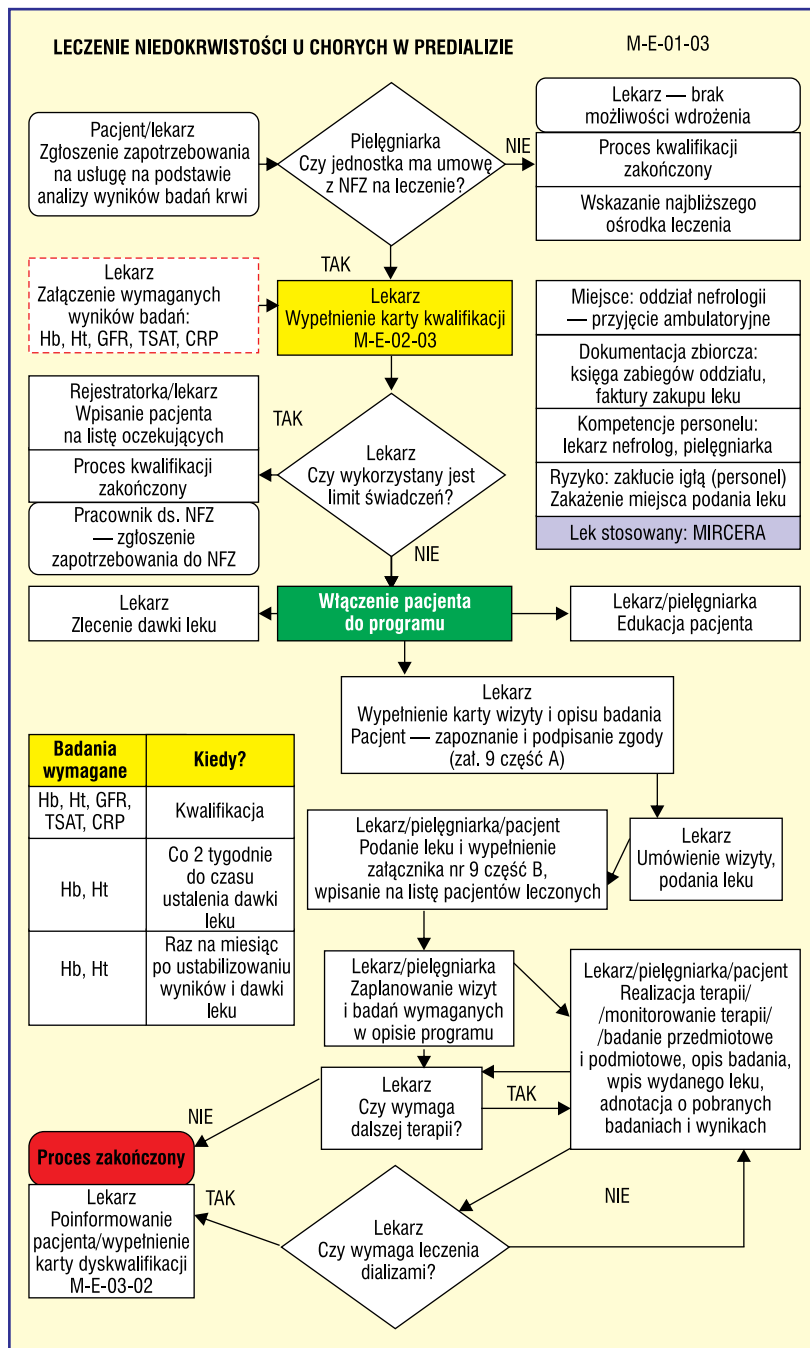 LECZENIE NIEDOKRWISTOŚCI U CHORYCH W PREDIALIZIE
M-E-01-03
Pacjent/lekarz
Zgłoszenie zapotrzebowania
na usługę na podstawie
analizy wyników badań krwi
Pielęgniarka
Czy jednostka ma umowę
z NFZ na leczenie?
NIE
Lekarz — brak
możliwości wdrożenia
Proces kwalifikacji
zakończony
Wskazanie najbliższego
ośrodka leczenia
TAK
Lekarz
Załączenie wymaganych
wyników badań:
Hb, Ht, GFR, TSAT, CRP
Lekarz
Wypełnienie karty kwalifikacji
M-E-02-03
Miejsce: oddział nefrologii
— przyjęcie ambulatoryjne
Dokumentacja zbiorcza:
księga zabiegów oddziału,
faktury zakupu leku
Kompetencje personelu:
lekarz nefrolog, pielęgniarka
Ryzyko: zakłucie igłą (personel)
Zakażenie miejsca podania leku
Lek stosowany: MIRCERA
Rejestratorka/lekarz
Wpisanie pacjenta
na listę oczekujących
Proces kwalifikacji
zakończony
Pracownik ds. NFZ
— zgłoszenie
zapotrzebowania do NFZ
TAK
Lekarz
Czy wykorzystany jest
limit świadczeń?
NIE
Lekarz
Zlecenie dawki leku
Włączenie pacjenta
do programu
Lekarz/pielęgniarka
Edukacja pacjenta
Lekarz
Wypełnienie karty wizyty i opisu badania
Pacjent — zapoznanie i podpisanie zgody
(zał. 9 część A)
Badania
wymagane
Kiedy?
Hb, Ht, GFR,
TSAT, CRP
Kwalifikacja
Hb, Ht
Co 2 tygodnie
do czasu
ustalenia dawki
leku
Hb, Ht
Raz na miesiąc
po ustabilizowaniu
wyników i dawki
leku
Lekarz/pielęgniarka/pacjent
Podanie leku i wypełnienie
załącznika nr 9 część B,
wpisanie na listę pacjentów leczonych
Lekarz
Umówienie wizyty,
podania leku
Lekarz/pielęgniarka
Zaplanowanie wizyt
i badań wymaganych
w opisie programu
Lekarz/pielęgniarka/pacjent
Realizacja terapii/
/monitorowanie terapii/
/badanie przedmiotowe
i podmiotowe, opis badania,
wpis wydanego leku,
adnotacja o pobranych
badaniach i wynikach
Lekarz
Czy wymaga
dalszej terapii?
TAK
NIE
Proces zakończony
Lekarz
Poinformowanie
pacjenta/wypełnienie
karty dyskwalifikacji
M-E-03-02
TAK
Lekarz
Czy wymaga leczenia
dializami?
NIE